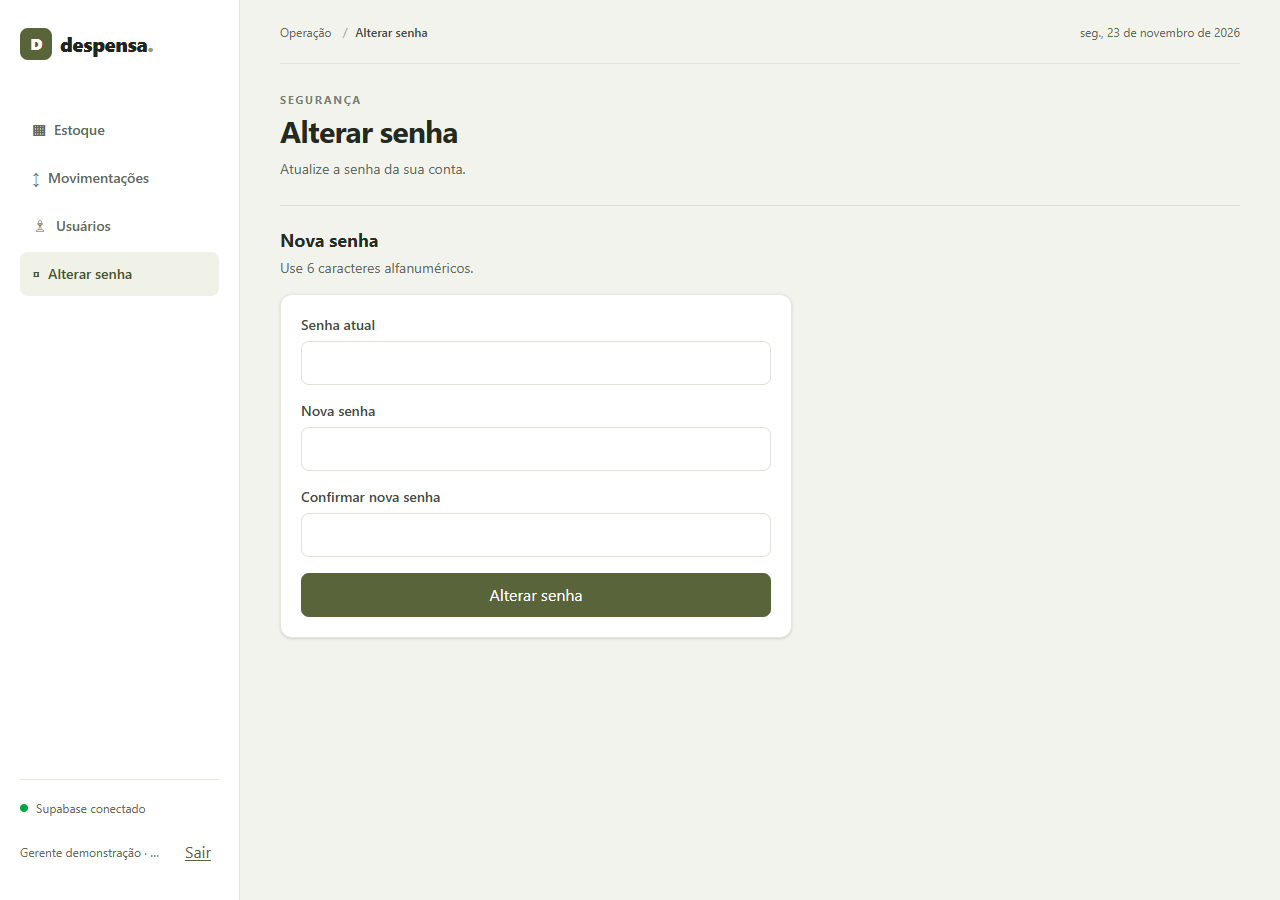 D despensa.
Estoque
Movimentações
Usuários
Alterar senha
Supabase conectado
Gerente demonstração · ...
Sair
Operação / Alterar senha
seg., 23 de novembro de 2026
SEGURANÇA
Alterar senha
Atualize a senha da sua conta.
Nova senha
Use 6 caracteres alfanuméricos.
Senha atual
Nova senha
Confirmar nova senha
Alterar senha